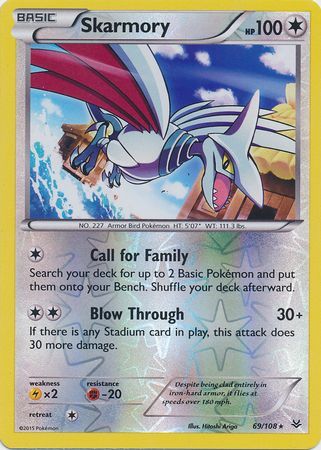 BASIC
Skarmory HP100
NO. 227 Armor Bird Pokémon HT: 5'07" WT: 111.3 lbs.
Call for Family
Search your deck for up to 2 Basic Pokémon and put
them onto your Bench. Shuffle your deck afterward.
Blow Through 30+
If there is any Stadium card in play, this attack does
30 more damage.
weakness resistance
×2 -20
Despite being clad entirely in
iron-hard armor, it flies at
speeds over 180 mph.
retreat
©2015 Pokémon Illus. Hitoshi Ariga 69/108 ★